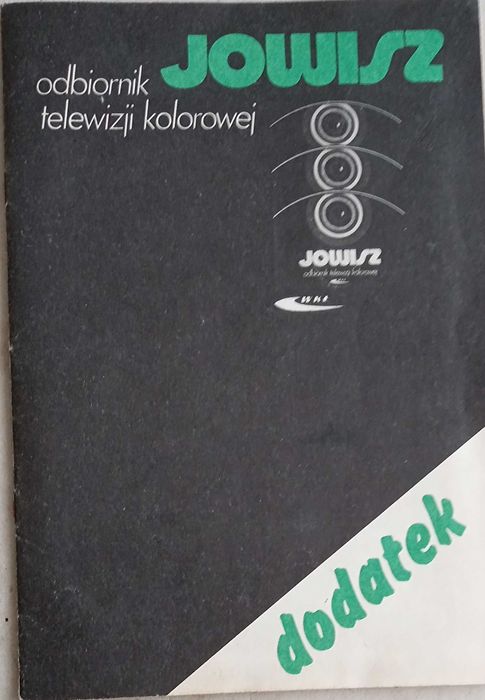 JOWISZ
odbiornik
telewizji kolorowej
JOWISZ
odbiornik telewizji kolorowej
dodatek